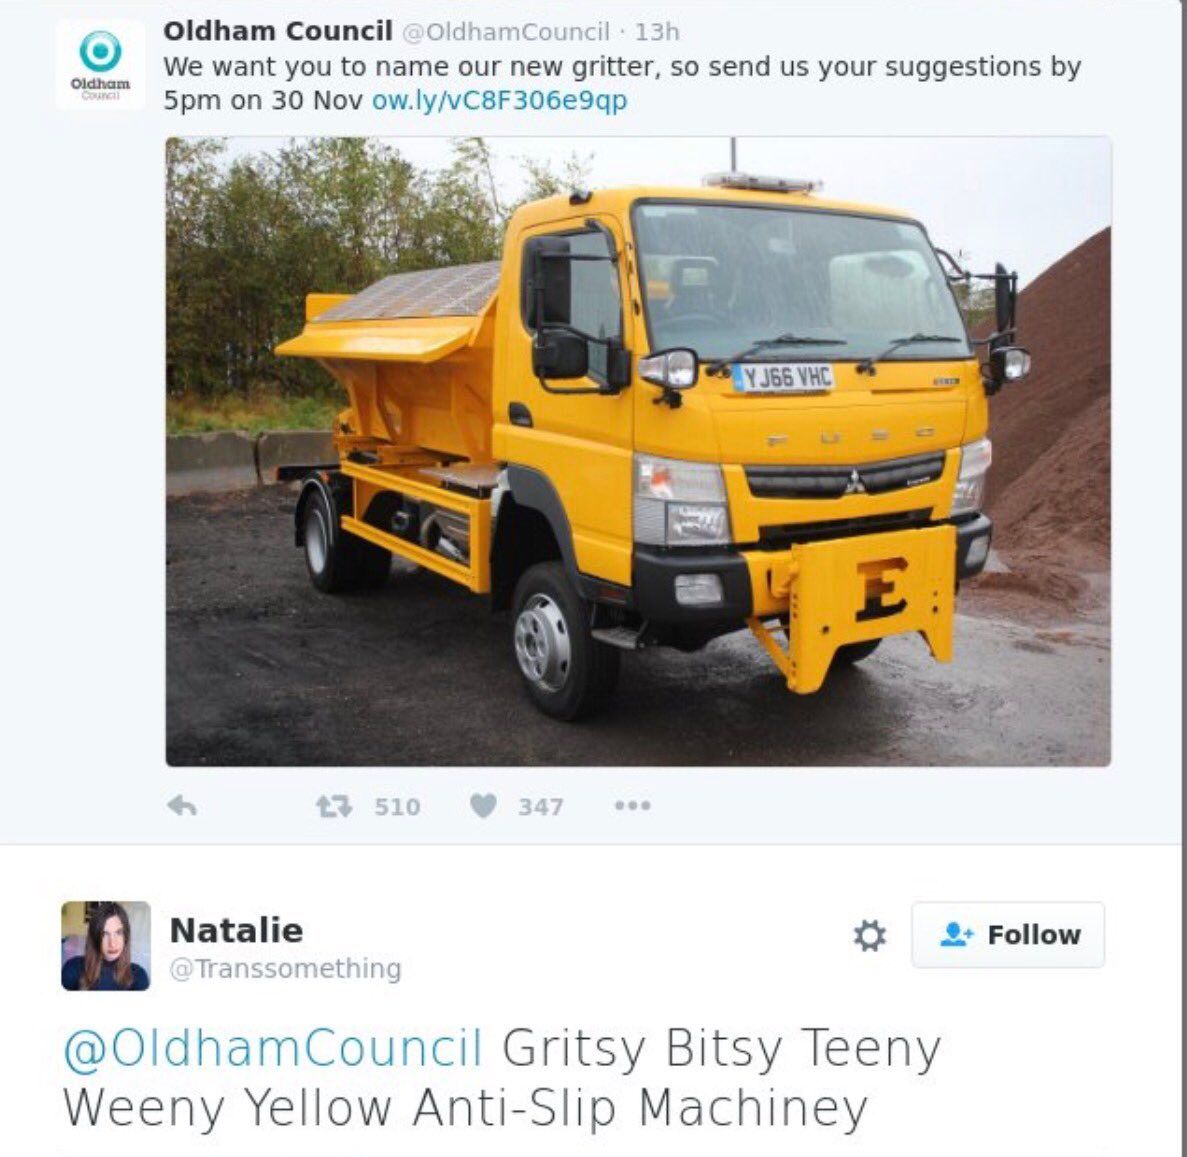 Oldham Council @OldhamCouncil · 13h
We want you to name our new gritter, so send us your suggestions by
5pm on 30 Nov ow.ly/vC8F306e9qp
Oldham
Council
YJ66 VHC
FUSO
E
510 347
Natalie
@Transsomething
Follow
@OldhamCouncil Gritsy Bitsy Teeny
Weeny Yellow Anti-Slip Machiney